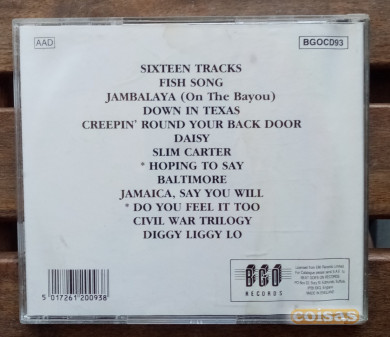 AAD
BGOCD93
SIXTEEN TRACKS
FISH SONG
JAMBALAYA (On The Bayou)
DOWN IN TEXAS
CREEPIN' ROUND YOUR BACK DOOR
DAISY
SLIM CARTER
* HOPING TO SAY
BALTIMORE
JAMAICA, SAY YOU WILL
* DO YOU FEEL IT TOO
CIVIL WAR TRILOGY
DIGGY LIGGY LO
5 017261 200938
BGO
RECORDS
coisas